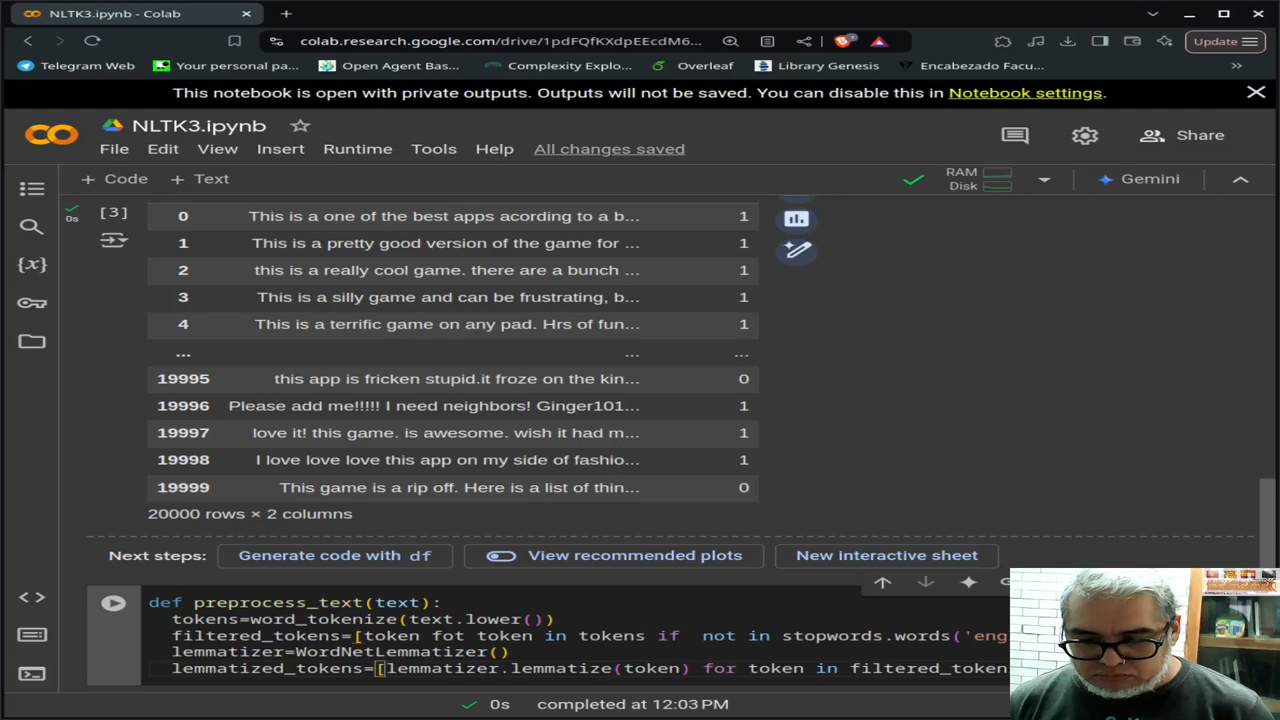 NLTK3.ipynb - Colab
colab.research.google.com/drive/1pdFQfKXdpEEcdM6...
Update
Telegram Web
Your personal pa...
Open Agent Bas...
Complexity Explo...
Overleaf
Library Genesis
Encabezado Facu...
This notebook is open with private outputs. Outputs will not be saved. You can disable this in Notebook settings.
NLTK3.ipynb
File Edit View Insert Runtime Tools Help All changes saved
Share
+ Code + Text
RAM
Disk
Gemini
0s
[3]
0 This is a one of the best apps acording to a b... 1
1 This is a pretty good version of the game for ... 1
2 this is a really cool game. there are a bunch ... 1
3 This is a silly game and can be frustrating, b... 1
4 This is a terrific game on any pad. Hrs of fun... 1
... ... ...
19995 this app is fricken stupid.it froze on the kin... 0
19996 Please add me!!!!! I need neighbors! Ginger101... 1
19997 love it! this game. is awesome. wish it had m... 1
19998 I love love love this app on my side of fashio... 1
19999 This game is a rip off. Here is a list of thin... 0
20000 rows × 2 columns
Next steps: Generate code with df View recommended plots New interactive sheet
def preprocess_text(text):
tokens=word_tokenize(text.lower())
filtered_tokens=[token fot token in tokens if not in stopwords.words('eng
lemmatizer=WordNetLemmatizer()
lemmatized_tokens=[lemmatizer.lemmatize(token) for token in filtered_token
0s completed at 12:03 PM